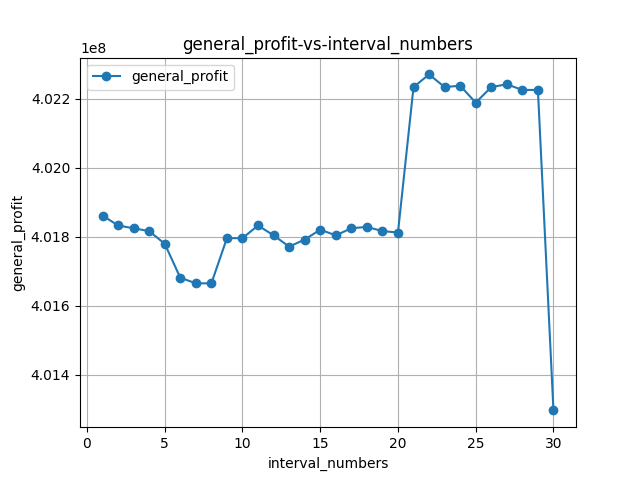 general_profit-vs-interval_numbers
1e8
general_profit
4.022
4.020
4.018
4.016
4.014
general_profit
0 5 10 15 20 25 30
interval_numbers